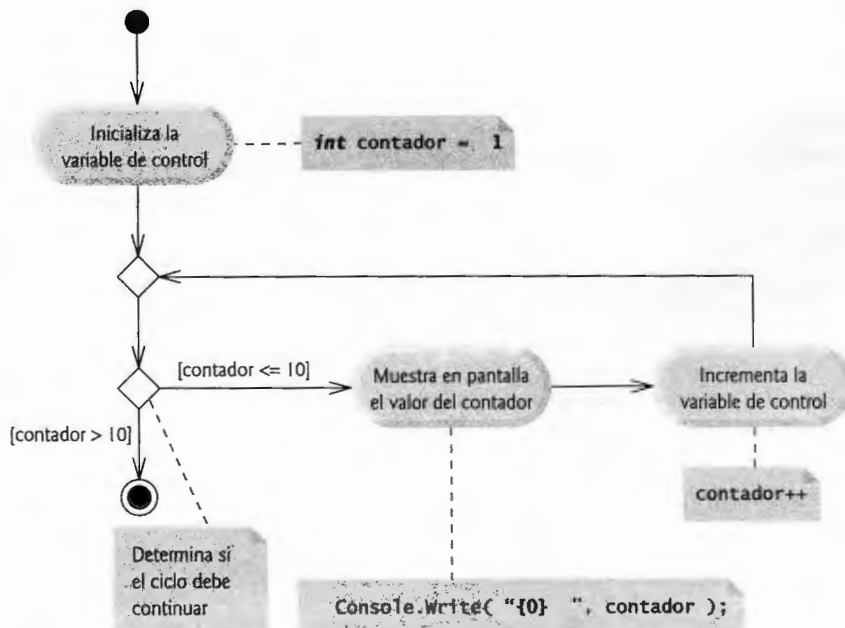 Inicializa la
variable de control
int contador = 1
[contador <= 10]
Muestra en pantalla
el valor del contador
Incrementa la
variable de control
[contador > 10]
contador++
Determina si
el ciclo debe
continuar
Console.Write( "{0}  ", contador );